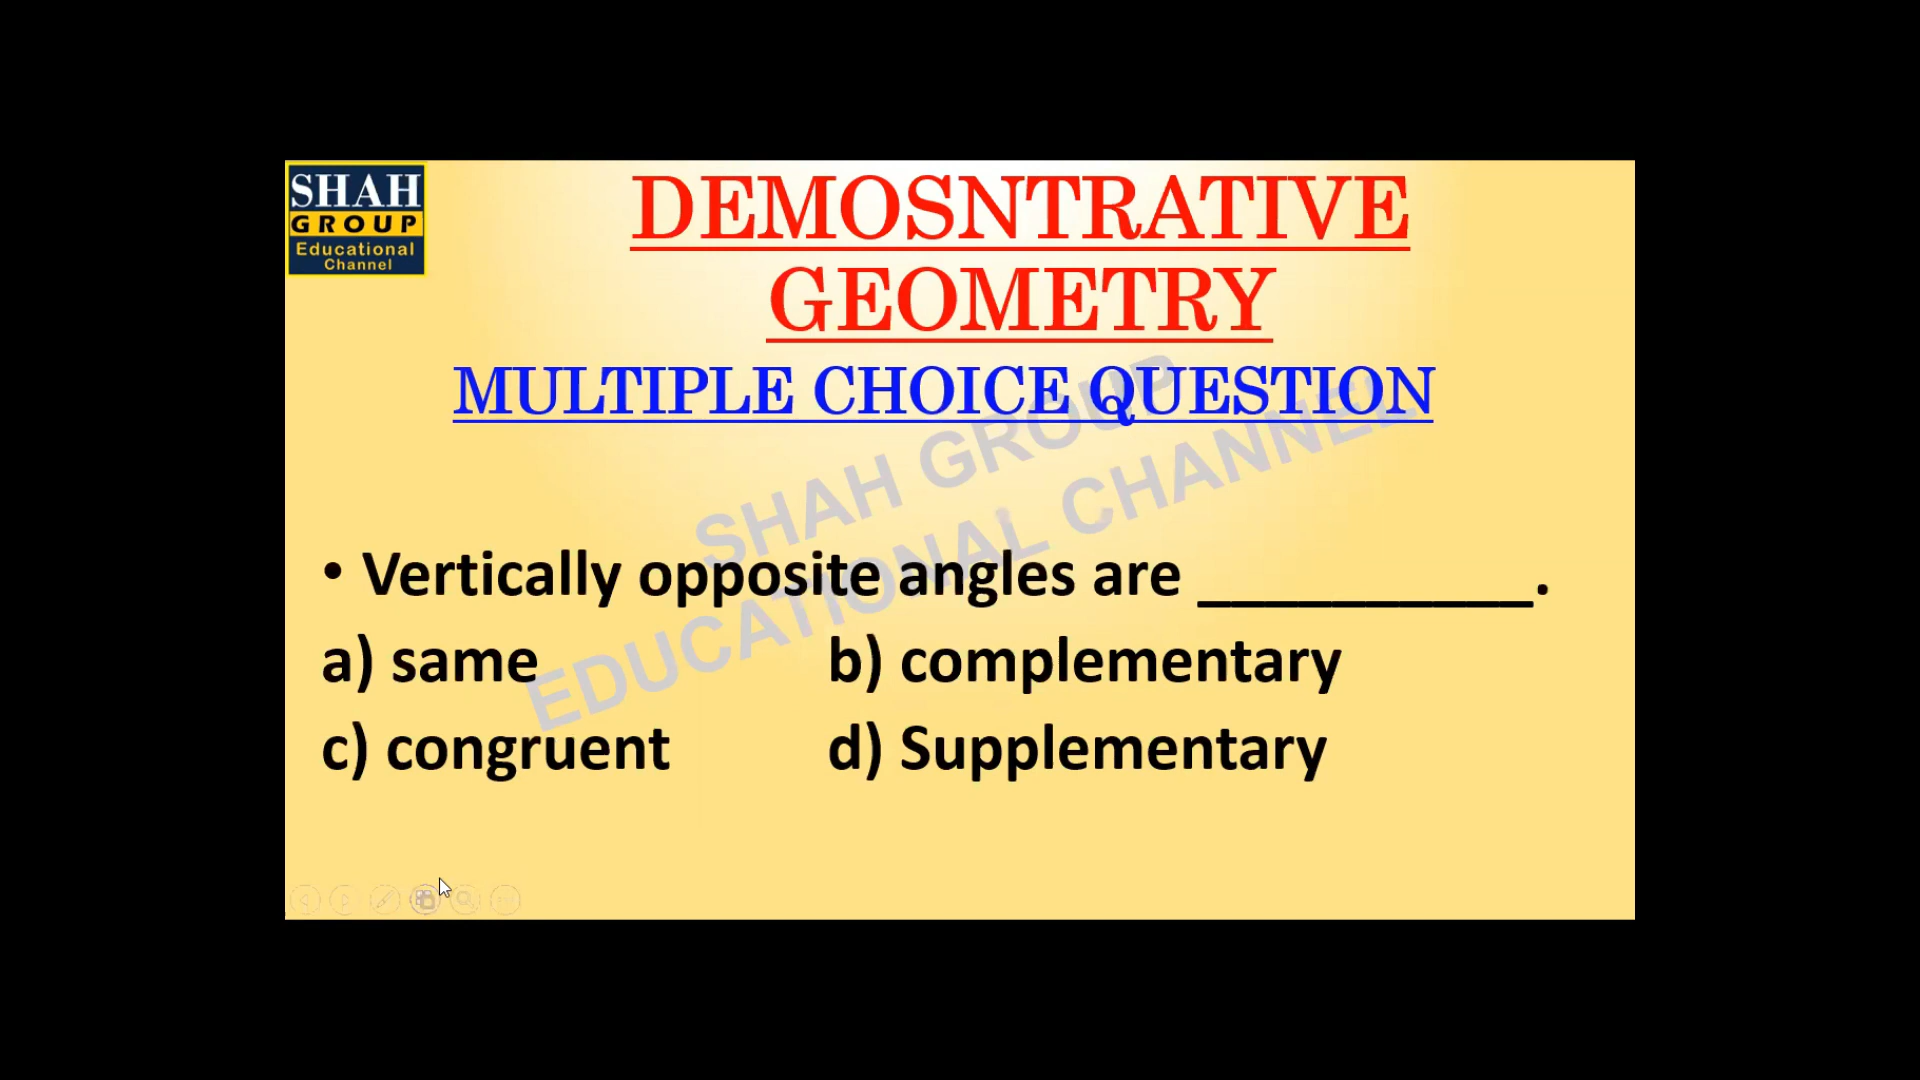 SHAH
GROUP
Educational
Channel
DEMOSNTRATIVE
GEOMETRY
MULTIPLE CHOICE QUESTION
SHAH GROUP
EDUCATIONAL CHANNEL
• Vertically opposite angles are __________.
a) same b) complementary
c) congruent d) Supplementary